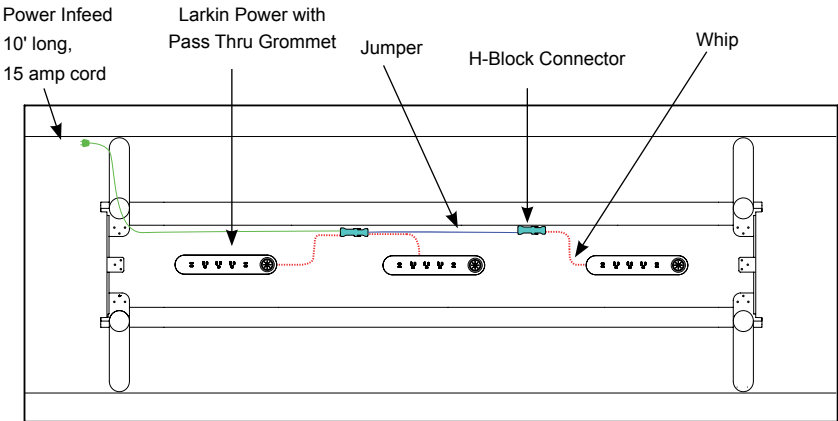 Power Infeed
10' long,
15 amp cord
Larkin Power with
Pass Thru Grommet
Jumper
H-Block Connector
Whip